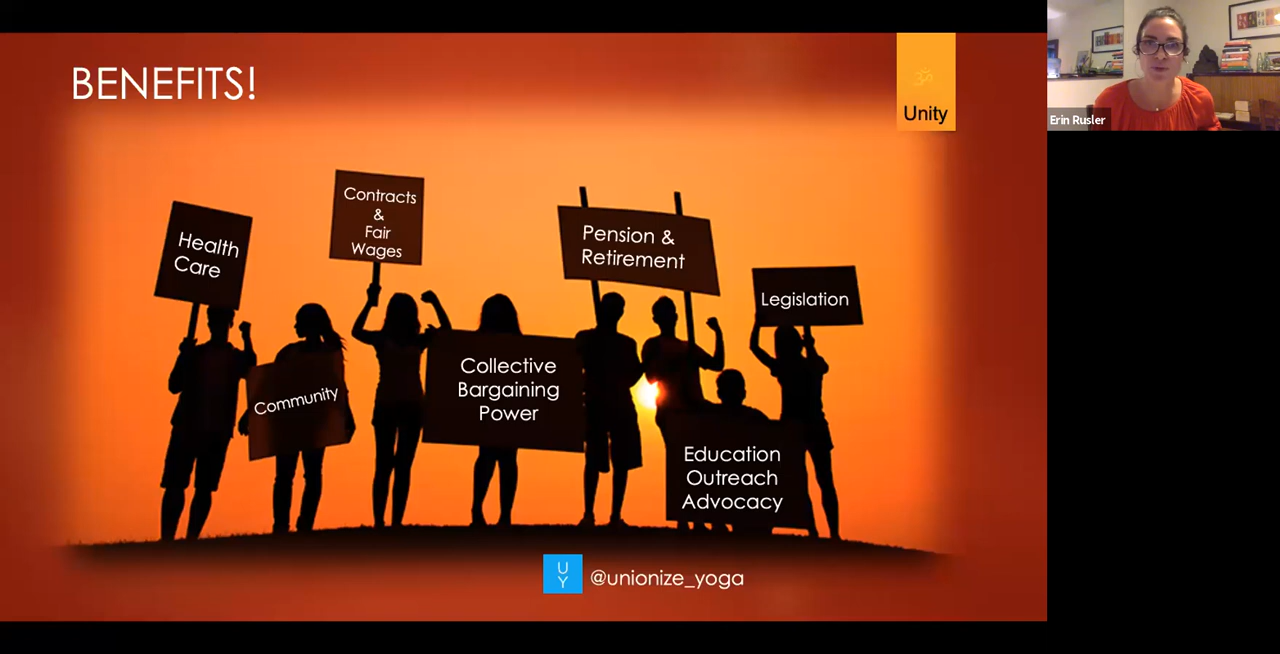 BENEFITS!
Unity
Erin Rusler
Health
Care
Community
Contracts
&
Fair
Wages
Collective
Bargaining
Power
Pension &
Retirement
Education
Outreach
Advocacy
Legislation
U
Y
@unionize_yoga